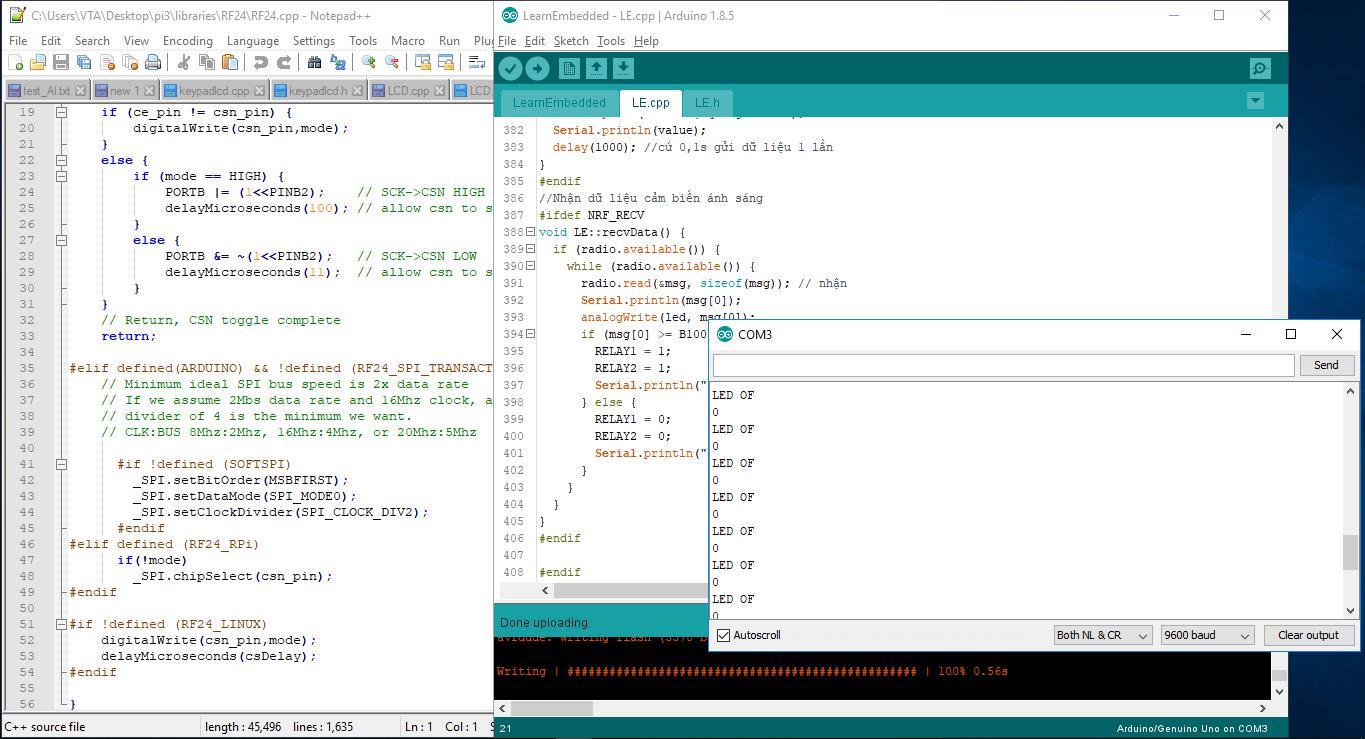 C:\Users\VTA\Desktop\pi3\libraries\RF24\RF24.cpp - Notepad++
File Edit Search View Encoding Language Settings Tools Macro Run Plu
test_AI.txt new 1 keypadlcd.cpp keypadlcd.h LCD.cpp LCD.
19 if (ce_pin != csn_pin) {
20 digitalWrite(csn_pin,mode);
21 }
22 else {
23 if (mode == HIGH) {
24 PORTB |= (1<<PINB2); // SCK->CSN HIGH
25 delayMicroseconds(100); // allow csn to s
26 }
27 else {
28 PORTB &= ~(1<<PINB2); // SCK->CSN LOW
29 delayMicroseconds(11); // allow csn to s
30 }
31 }
32 // Return, CSN toggle complete
33 return;
34
35 #elif defined(ARDUINO) && !defined (RF24_SPI_TRANSACT
36 // Minimum ideal SPI bus speed is 2x data rate
37 // If we assume 2Mbs data rate and 16Mhz clock, a
38 // divider of 4 is the minimum we want.
39 // CLK:BUS 8Mhz:2Mhz, 16Mhz:4Mhz, or 20Mhz:5Mhz
40
41 #if !defined (SOFTSPI)
42 _SPI.setBitOrder(MSBFIRST);
43 _SPI.setDataMode(SPI_MODE0);
44 _SPI.setClockDivider(SPI_CLOCK_DIV2);
45 #endif
46 #elif defined (RF24_RPi)
47 if(!mode)
48 _SPI.chipSelect(csn_pin);
49 #endif
50
51 #if !defined (RF24_LINUX)
52 digitalWrite(csn_pin,mode);
53 delayMicroseconds(csDelay);
54 #endif
55
56 }
C++ source file length : 45,496 lines : 1,635 Ln : 1 Col : 1 S
LearnEmbedded - LE.cpp | Arduino 1.8.5
File Edit Sketch Tools Help
LearnEmbedded LE.cpp LE.h
382 Serial.println(value);
383 delay(1000); //cứ 0,1s gửi dữ liệu 1 lần
384 }
385 #endif
386 //Nhận dữ liệu cảm biến ánh sáng
387 #ifdef NRF_RECV
388 void LE::recvData() {
389 if (radio.available()) {
390 while (radio.available()) {
391 radio.read(&msg, sizeof(msg)); // nhận
392 Serial.println(msg[0]);
393 analogWrite(led, msg[0]);
394 if (msg[0] >= B100
395 RELAY1 = 1;
396 RELAY2 = 1;
397 Serial.println("
398 } else {
399 RELAY1 = 0;
400 RELAY2 = 0;
401 Serial.println("
402 }
403 }
404 }
405 }
406 #endif
407
408 #endif
Done uploading.
avrdude: writing flash (5570 b
Writing | ################################################## | 100% 0.56s
21 Arduino/Genuino Uno on COM3
COM3
Send
LED OF
0
LED OF
0
LED OF
0
LED OF
0
LED OF
0
LED OF
0
LED OF
0
Autoscroll Both NL & CR 9600 baud Clear output